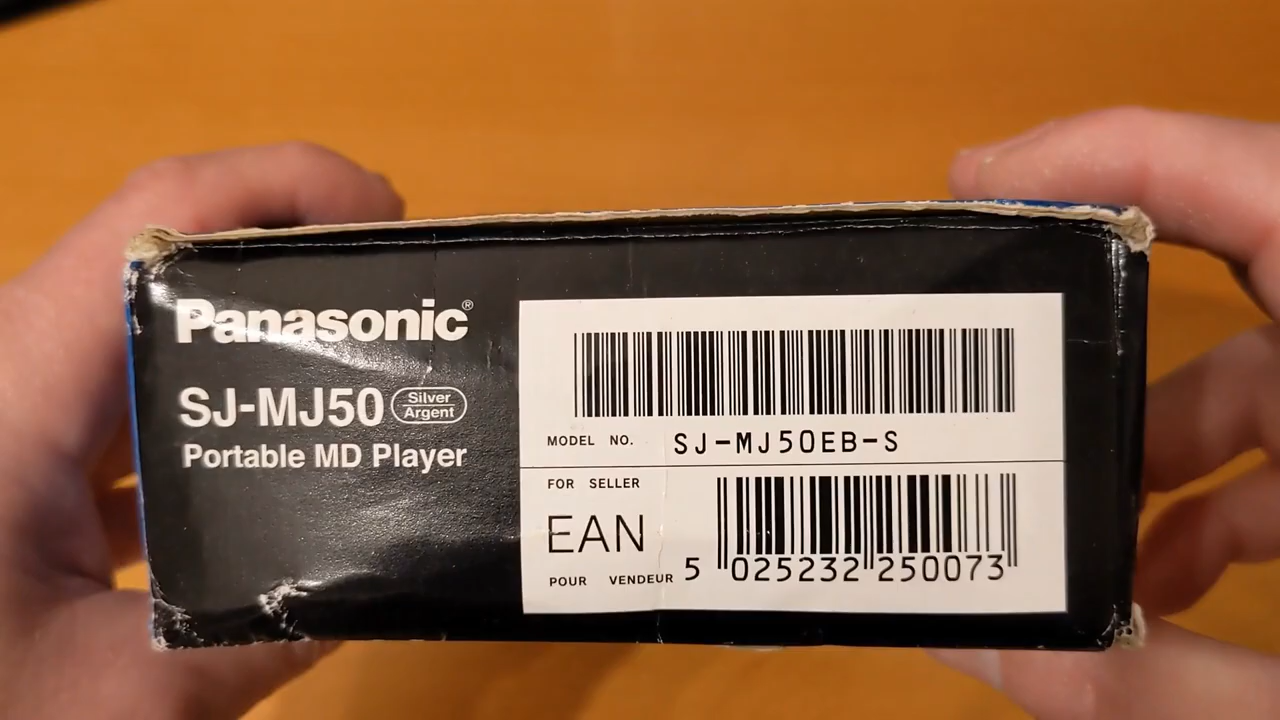 Panasonic®
SJ-MJ50 Silver Argent
Portable MD Player
MODEL NO. SJ-MJ50EB-S
FOR SELLER
EAN
POUR VENDEUR
5 025232 250073